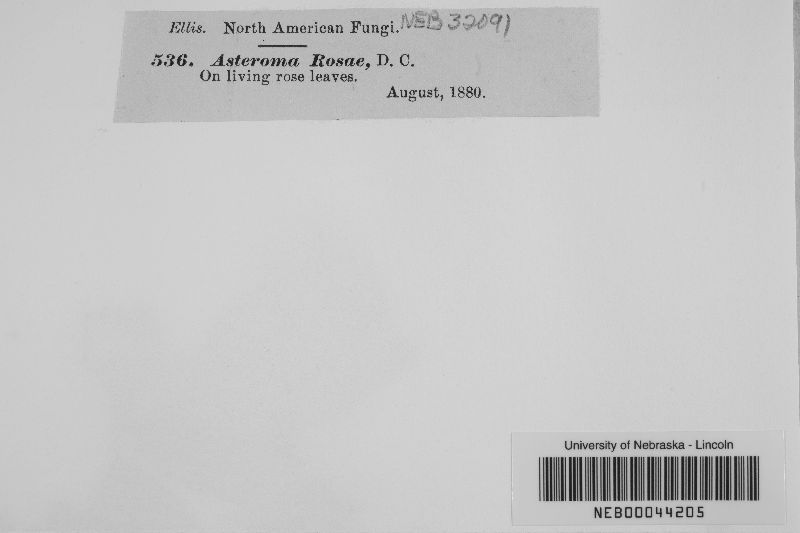 Ellis. North American Fungi. NEB 32091
536. Asteroma Rosae, D. C.
On living rose leaves.
August, 1880.
University of Nebraska - Lincoln
NEB00044205